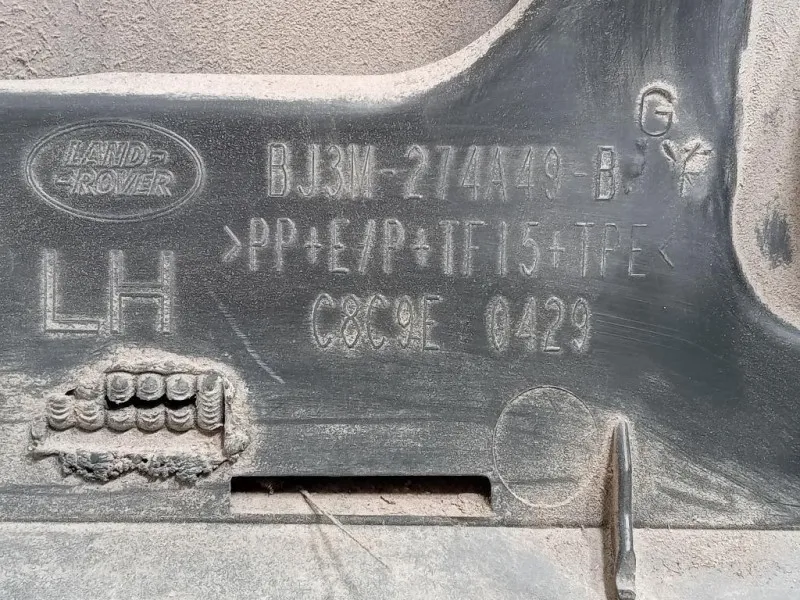 LAND-
-ROVER
G
BJ3M-274A49-B
LH
>PP+E/P+TF15+TPE<
C8C9E 0429